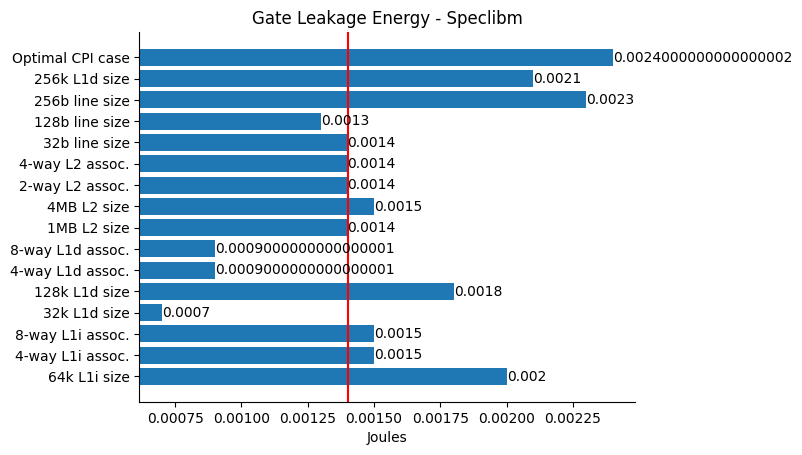 Gate Leakage Energy - Speclibm
Optimal CPI case 0.0024000000000000002
256k L1d size 0.0021
256b line size 0.0023
128b line size 0.0013
32b line size 0.0014
4-way L2 assoc. 0.0014
2-way L2 assoc. 0.0014
4MB L2 size 0.0015
1MB L2 size 0.0014
8-way L1d assoc. 0.0009000000000000001
4-way L1d assoc. 0.0009000000000000001
128k L1d size 0.0018
32k L1d size 0.0007
8-way L1i assoc. 0.0015
4-way L1i assoc. 0.0015
64k L1i size 0.002
0.00075 0.00100 0.00125 0.00150 0.00175 0.00200 0.00225
Joules